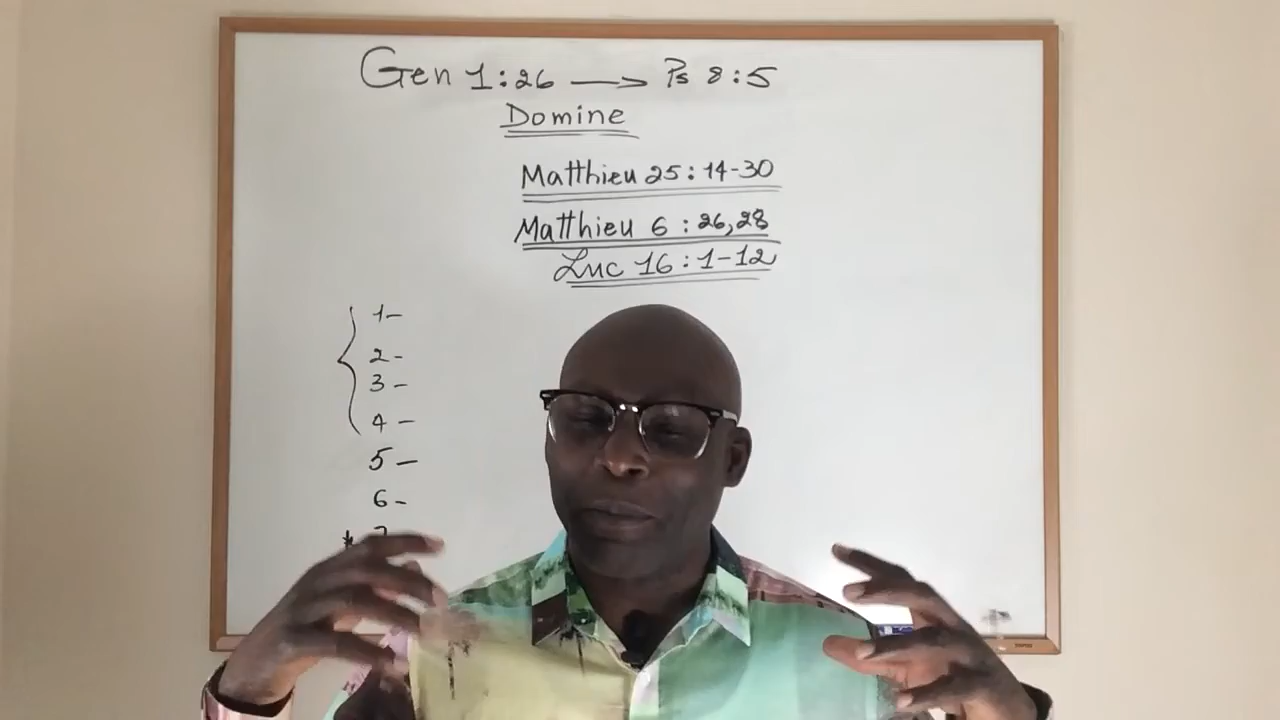 Gen 1:26 → Ps 8:5
Domine
Matthieu 25:14-30
Matthieu 6:26,28
Luc 16:1-12
1-
2-
3-
4-
5-
6-
*